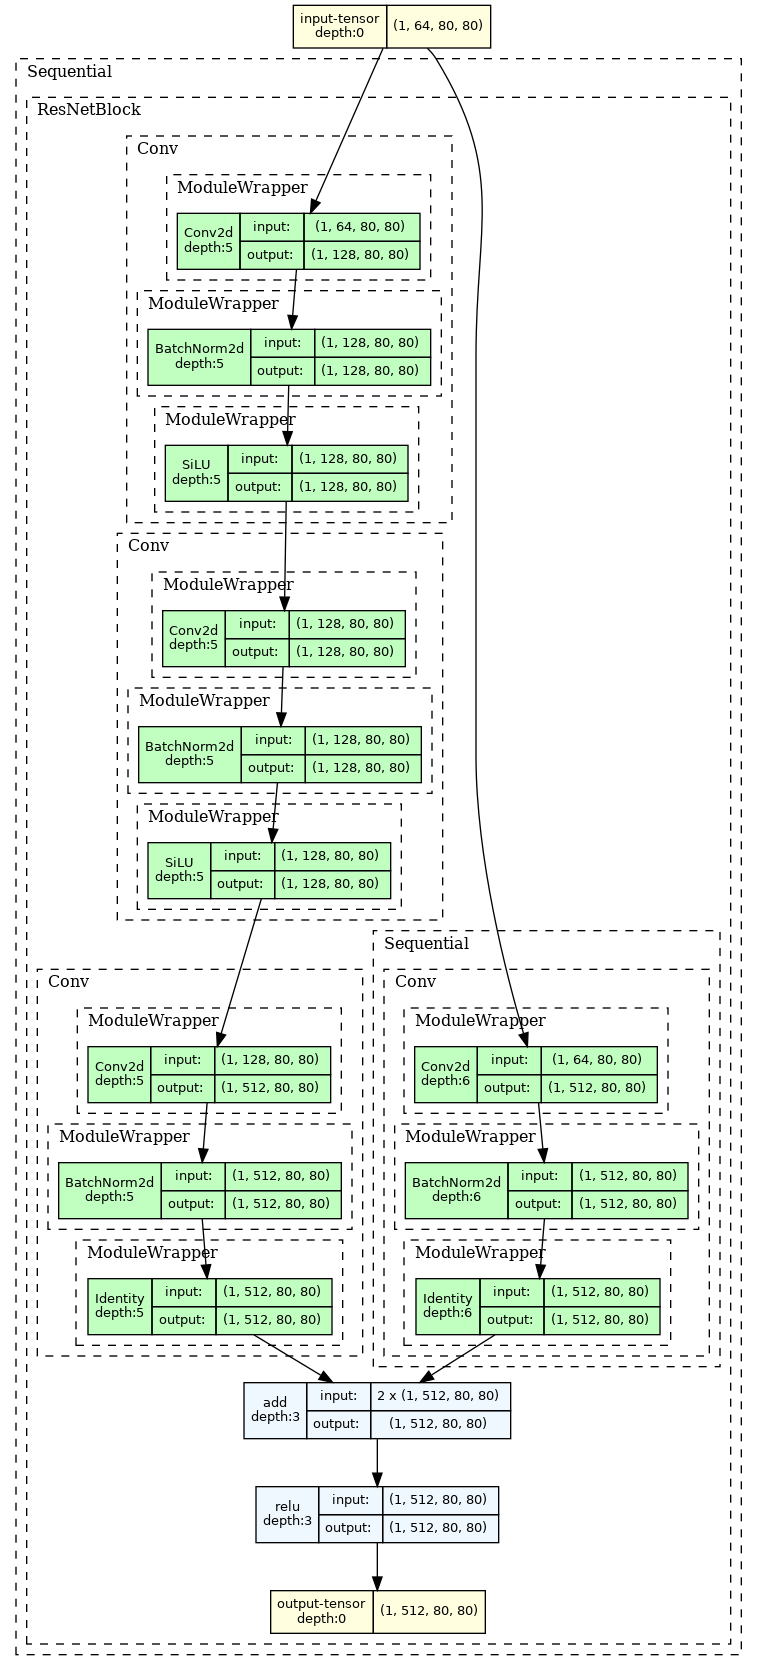 input-tensor
depth:0
(1, 64, 80, 80)
Sequential
ResNetBlock
Conv
ModuleWrapper
Conv2d
depth:5
input:
(1, 64, 80, 80)
output:
(1, 128, 80, 80)
ModuleWrapper
BatchNorm2d
depth:5
input:
(1, 128, 80, 80)
output:
(1, 128, 80, 80)
ModuleWrapper
SiLU
depth:5
input:
(1, 128, 80, 80)
output:
(1, 128, 80, 80)
Conv
ModuleWrapper
Conv2d
depth:5
input:
(1, 128, 80, 80)
output:
(1, 128, 80, 80)
ModuleWrapper
BatchNorm2d
depth:5
input:
(1, 128, 80, 80)
output:
(1, 128, 80, 80)
ModuleWrapper
SiLU
depth:5
input:
(1, 128, 80, 80)
output:
(1, 128, 80, 80)
Conv
ModuleWrapper
Conv2d
depth:5
input:
(1, 128, 80, 80)
output:
(1, 512, 80, 80)
ModuleWrapper
BatchNorm2d
depth:5
input:
(1, 512, 80, 80)
output:
(1, 512, 80, 80)
ModuleWrapper
Identity
depth:5
input:
(1, 512, 80, 80)
output:
(1, 512, 80, 80)
Sequential
Conv
ModuleWrapper
Conv2d
depth:6
input:
(1, 64, 80, 80)
output:
(1, 512, 80, 80)
ModuleWrapper
BatchNorm2d
depth:6
input:
(1, 512, 80, 80)
output:
(1, 512, 80, 80)
ModuleWrapper
Identity
depth:6
input:
(1, 512, 80, 80)
output:
(1, 512, 80, 80)
add
depth:3
input:
2 x (1, 512, 80, 80)
output:
(1, 512, 80, 80)
relu
depth:3
input:
(1, 512, 80, 80)
output:
(1, 512, 80, 80)
output-tensor
depth:0
(1, 512, 80, 80)